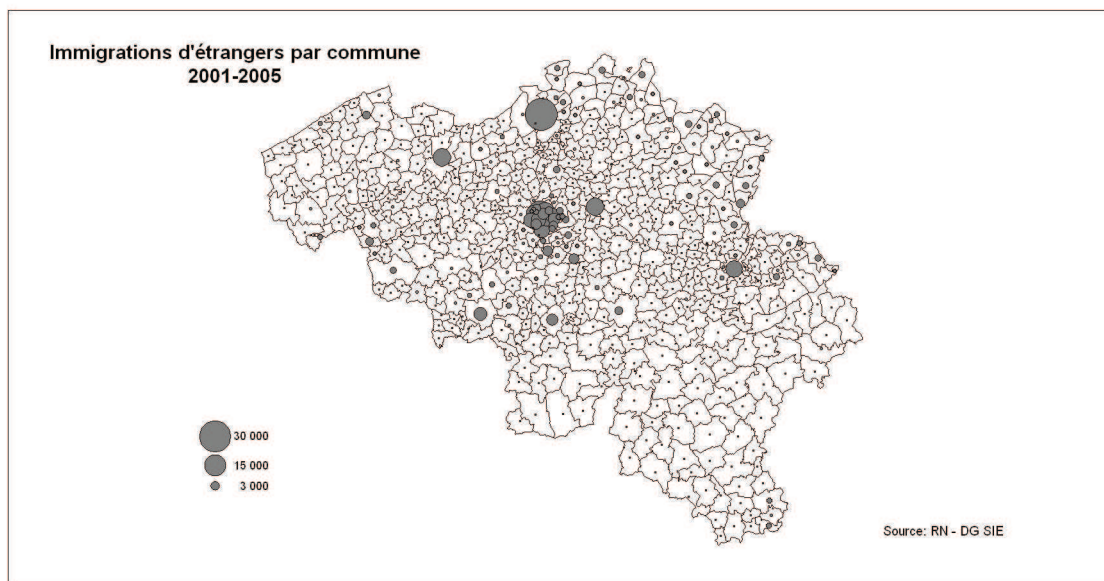 Immigrations d'étrangers par commune
2001-2005
30 000
15 000
3 000
Source: RN - DG SIE